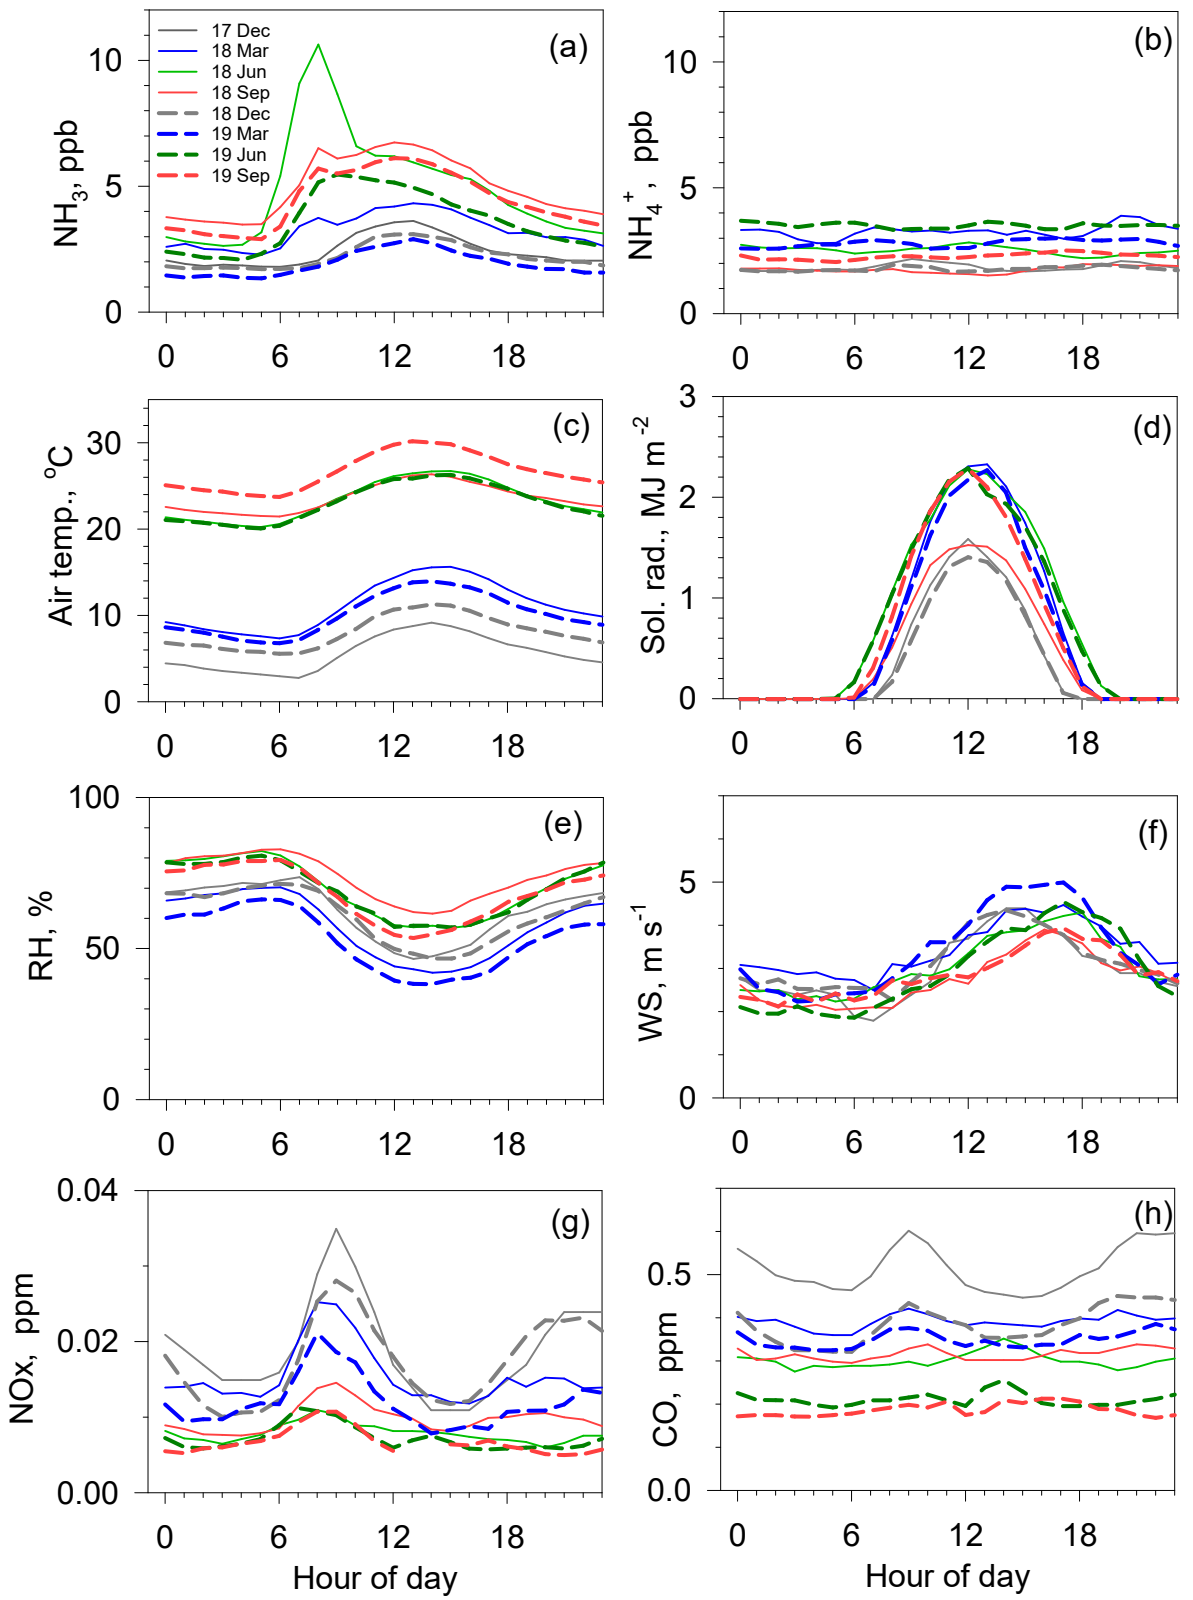 (a)
17 Dec
18 Mar
18 Jun
18 Sep
18 Dec
19 Mar
19 Jun
19 Sep
NH₃, ppb
10
5
0
0 6 12 18
(b)
NH₄⁺, ppb
10
5
0
0 6 12 18
(c)
Air temp., °C
30
20
10
0
0 6 12 18
(d)
Sol. rad., MJ m⁻²
3
2
1
0
0 6 12 18
(e)
RH, %
100
50
0
0 6 12 18
(f)
WS, m s⁻¹
5
0
0 6 12 18
(g)
NOx, ppm
0.04
0.02
0.00
0 6 12 18
Hour of day
(h)
CO, ppm
0.5
0.0
0 6 12 18
Hour of day